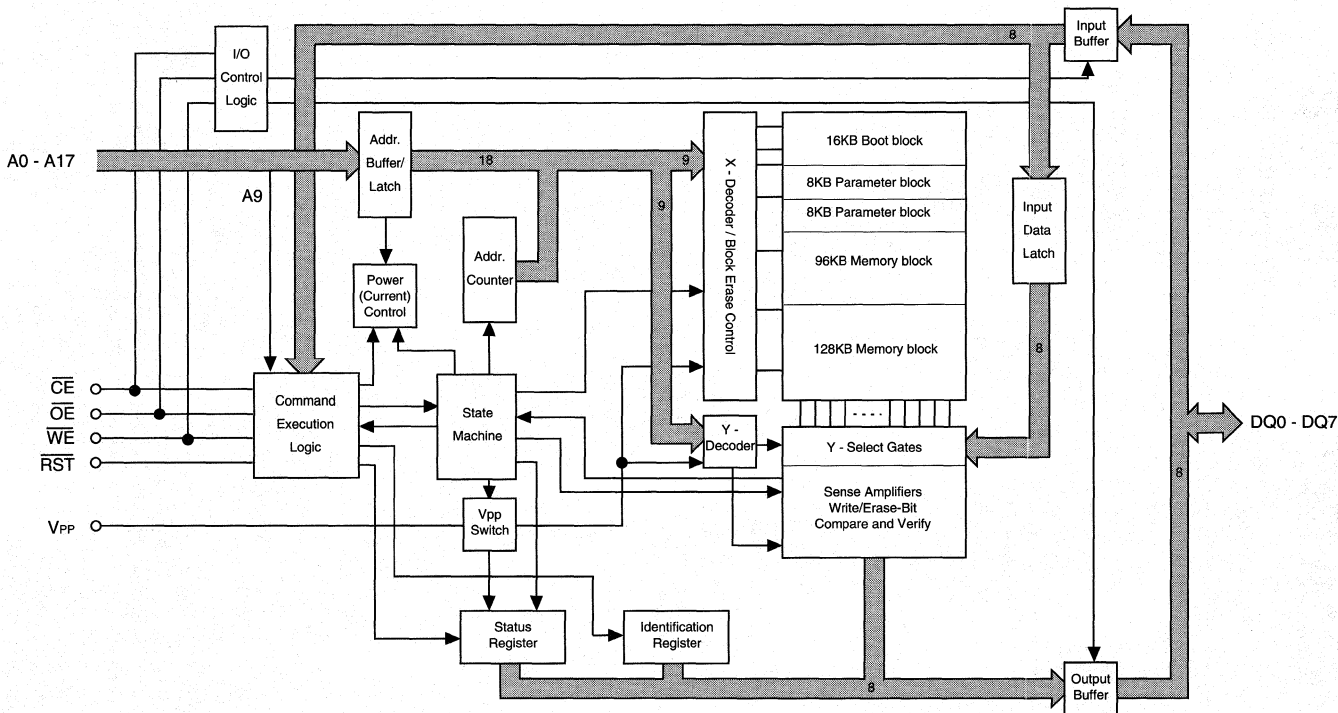 I/O
Control
Logic
8
Input
Buffer
A0 - A17
Addr.
Buffer/
Latch
18
9
A9
9
X - Decoder / Block Erase Control
16KB Boot block
8KB Parameter block
8KB Parameter block
96KB Memory block
128KB Memory block
Input
Data
Latch
8
Addr.
Counter
Power
(Current)
Control
CE
OE
WE
RST
Command
Execution
Logic
State
Machine
Y -
Decoder
Y - Select Gates
Sense Amplifiers
Write/Erase-Bit
Compare and Verify
DQ0 - DQ7
8
VPP
Vpp
Switch
Status
Register
Identification
Register
8
Output
Buffer